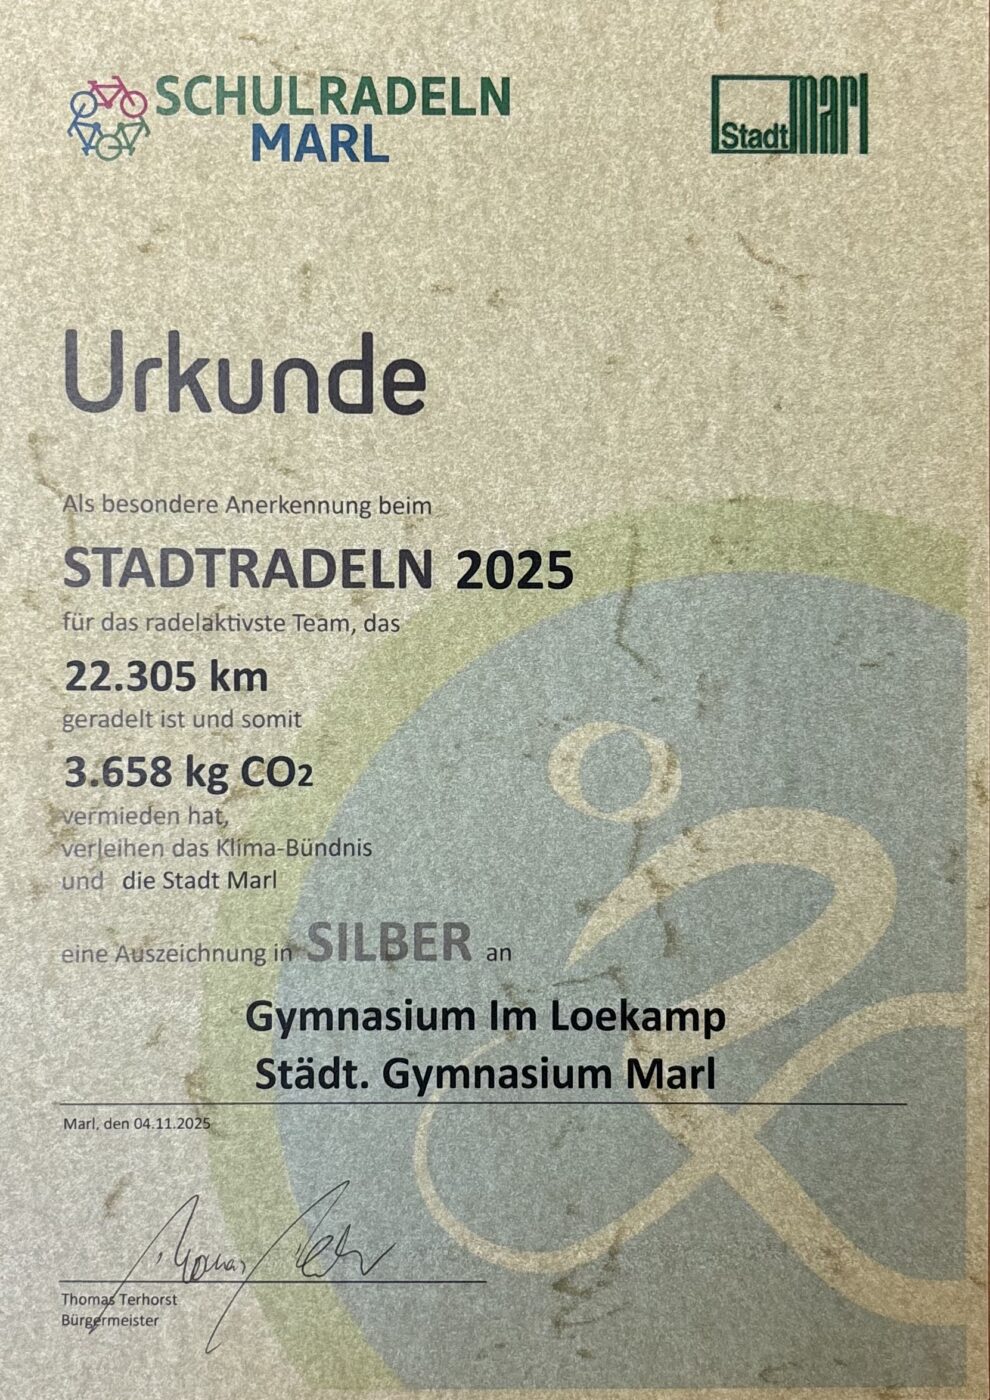 SCHULRADELN
MARL
Stadt marl
Urkunde
Als besondere Anerkennung beim
STADTRADELN 2025
für das radelaktivste Team, das
22.305 km
geradelt ist und somit
3.658 kg CO2
vermieden hat,
verleihen das Klima-Bündnis
und die Stadt Marl
eine Auszeichnung in SILBER an
Gymnasium Im Loekamp
Städt. Gymnasium Marl
Marl, den 04.11.2025
Thomas Terhorst
Bürgermeister